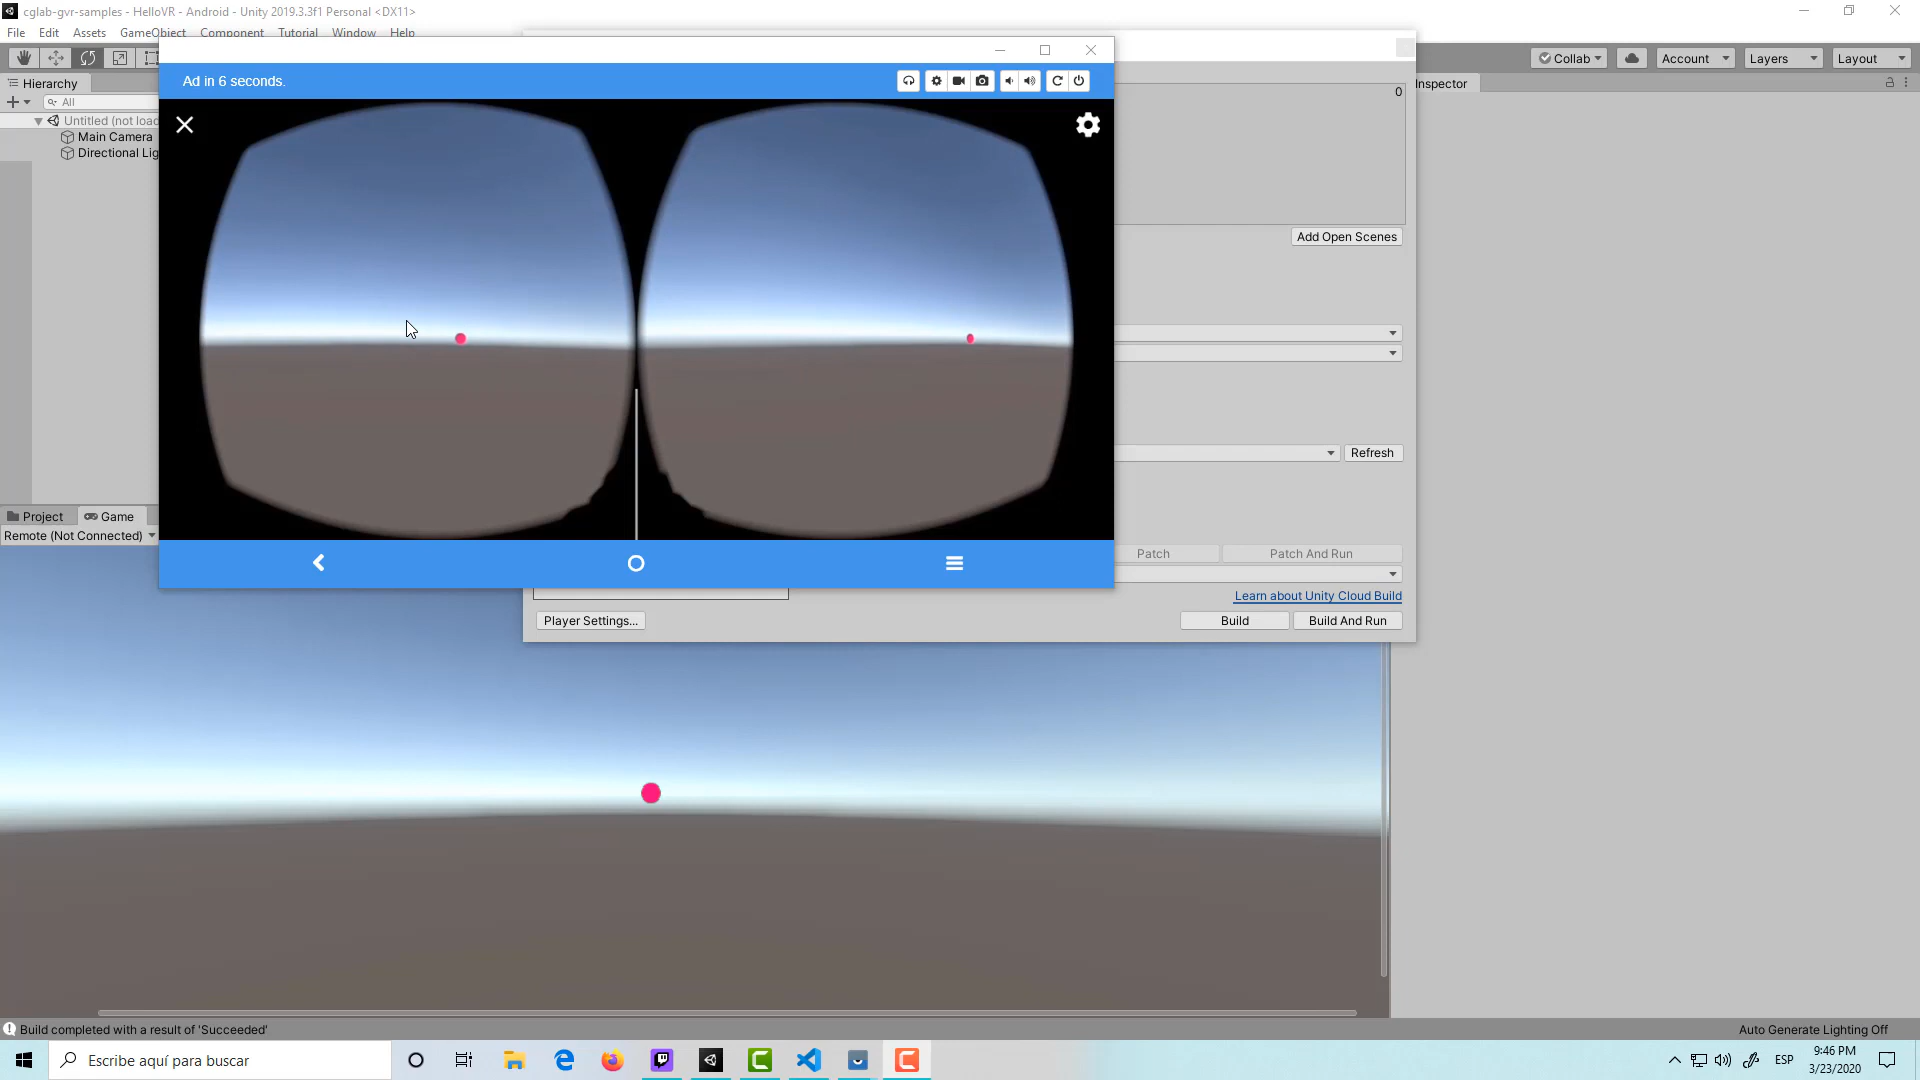 cglab-gvr-samples - HelloVR - Android - Unity 2019.3.3f1 Personal <DX11>
File Edit Assets GameObject Component Tutorial Window Help
Collab Account Layers Layout
Hierarchy
All
Untitled (not load
Main Camera
Directional Lig
Ad in 6 seconds.
Inspector
0
Add Open Scenes
Refresh
Patch Patch And Run
Learn about Unity Cloud Build
Player Settings... Build Build And Run
Project Game
Remote (Not Connected)
Build completed with a result of 'Succeeded'
Auto Generate Lighting Off
Escribe aquí para buscar
ESP
9:46 PM
3/23/2020